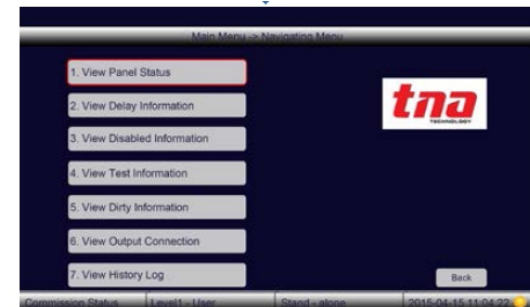 Main Menu -> Navigating Menu
1. View Panel Status
2. View Delay Information
3. View Disabled Information
4. View Test Information
5. View Dirty Information
6. View Output Connection
7. View History Log
tna
TECHNOLOGY
Back
Commission Status Level1 - User Stand - alone 2015-04-15 11:04:22